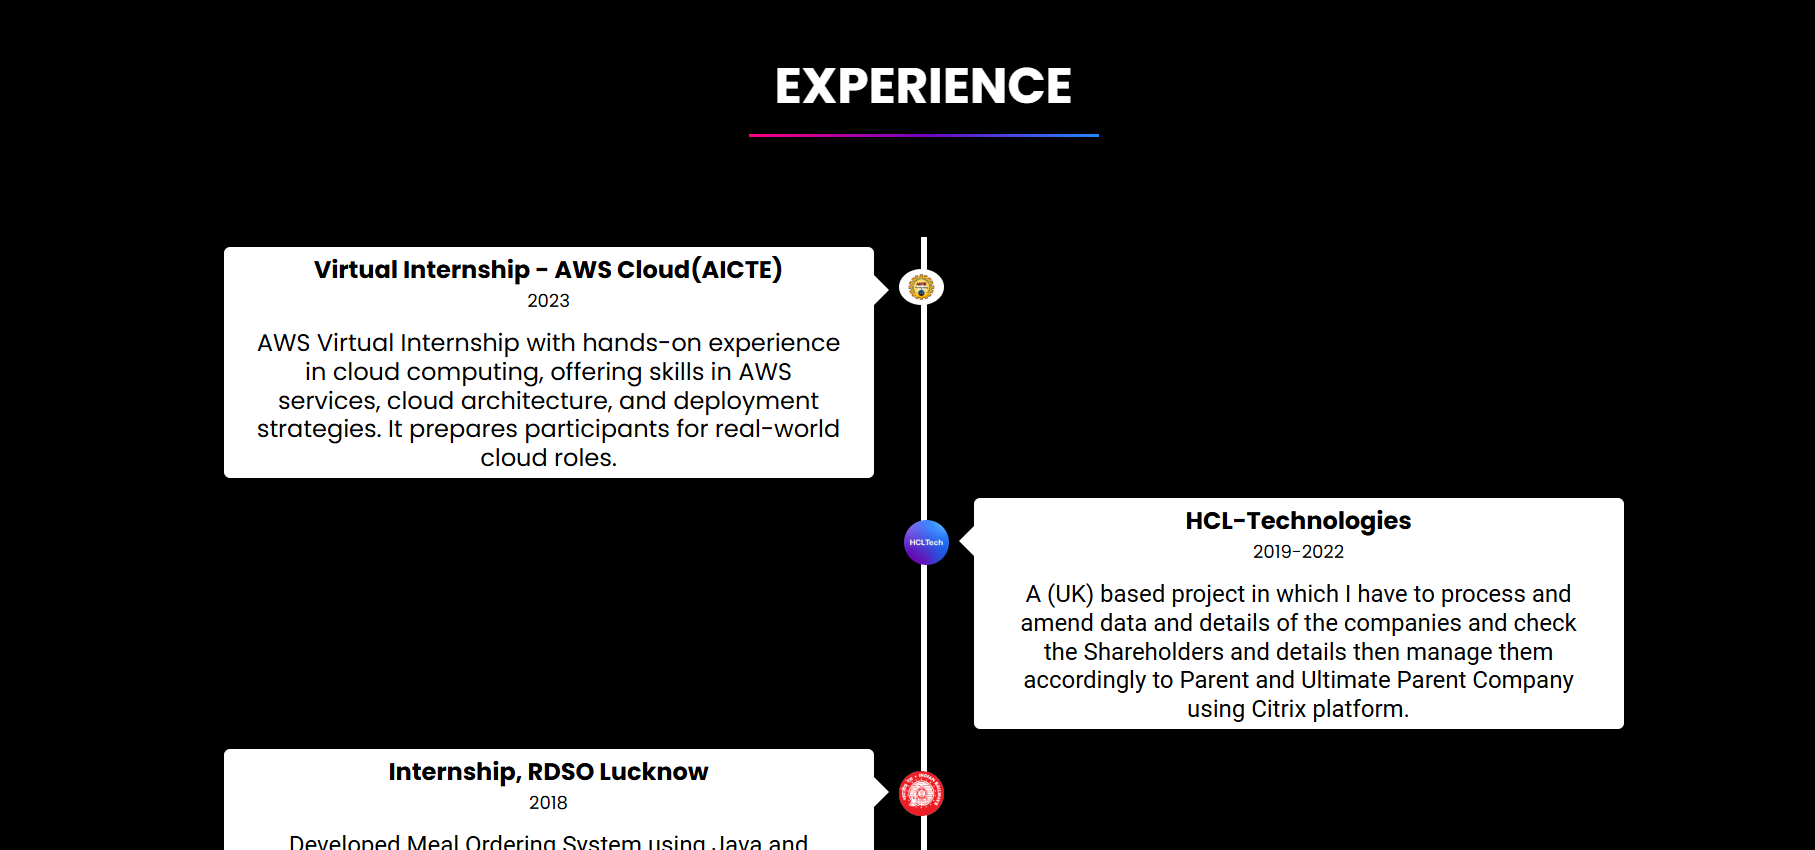 EXPERIENCE
Virtual Internship - AWS Cloud(AICTE)
2023
AWS Virtual Internship with hands-on experience
in cloud computing, offering skills in AWS
services, cloud architecture, and deployment
strategies. It prepares participants for real-world
cloud roles.
HCLTech
HCL-Technologies
2019-2022
A (UK) based project in which I have to process and
amend data and details of the companies and check
the Shareholders and details then manage them
accordingly to Parent and Ultimate Parent Company
using Citrix platform.
Internship, RDSO Lucknow
2018
Developed Meal Ordering System using Java and